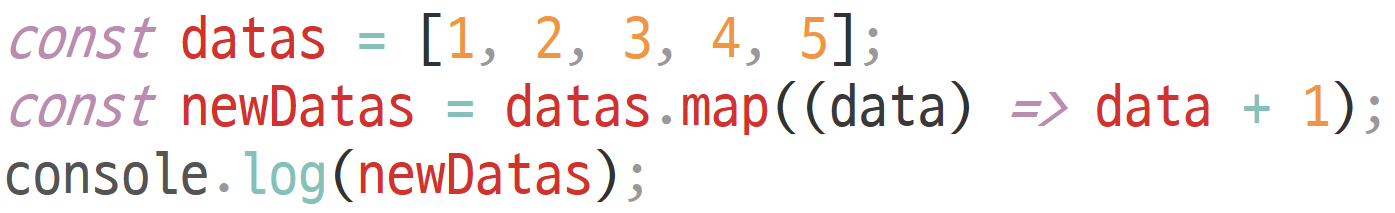 const datas = [1, 2, 3, 4, 5];
const newDatas = datas.map((data) => data + 1);
console.log(newDatas);